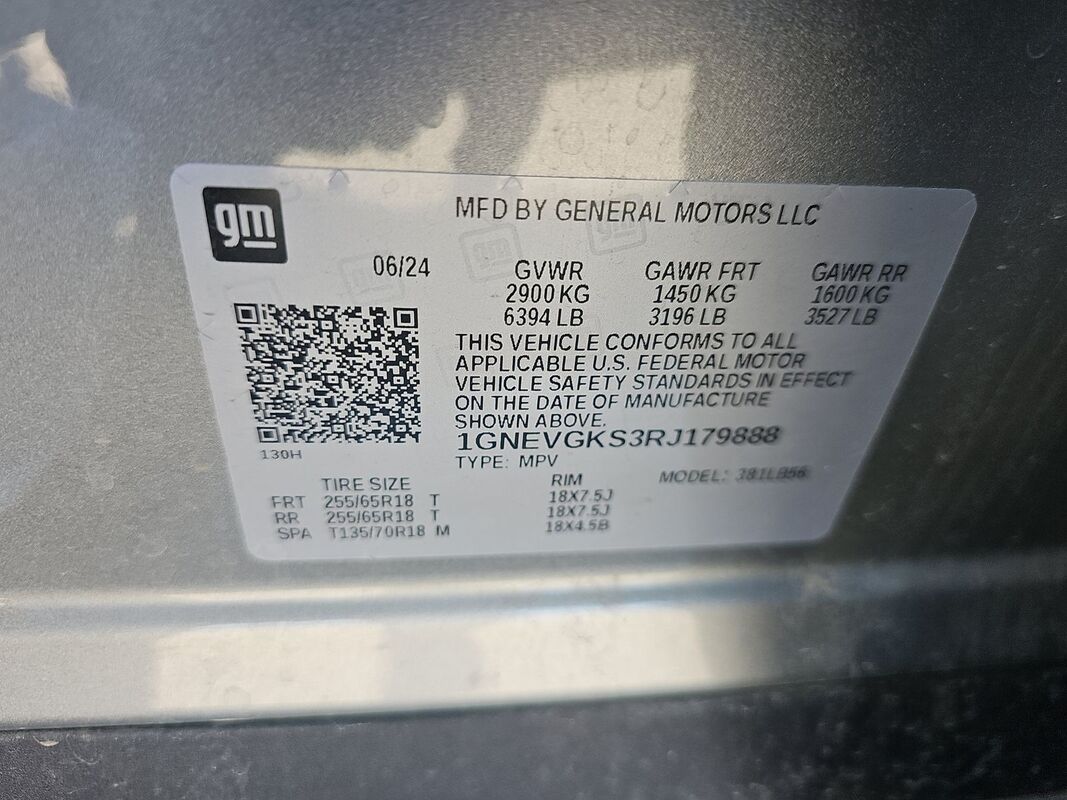 gm
MFD BY GENERAL MOTORS LLC
06/24 GVWR GAWR FRT GAWR RR
2900 KG 1450 KG 1600 KG
6394 LB 3196 LB 3527 LB
THIS VEHICLE CONFORMS TO ALL
APPLICABLE U.S. FEDERAL MOTOR
VEHICLE SAFETY STANDARDS IN EFFECT
ON THE DATE OF MANUFACTURE
SHOWN ABOVE.
1GNEVGKS3RJ179888
130H
TYPE: MPV
TIRE SIZE RIM MODEL: 381LB56
FRT 255/65R18 T 18X7.5J
RR 255/65R18 T 18X7.5J
SPA T135/70R18 M 18X4.5B